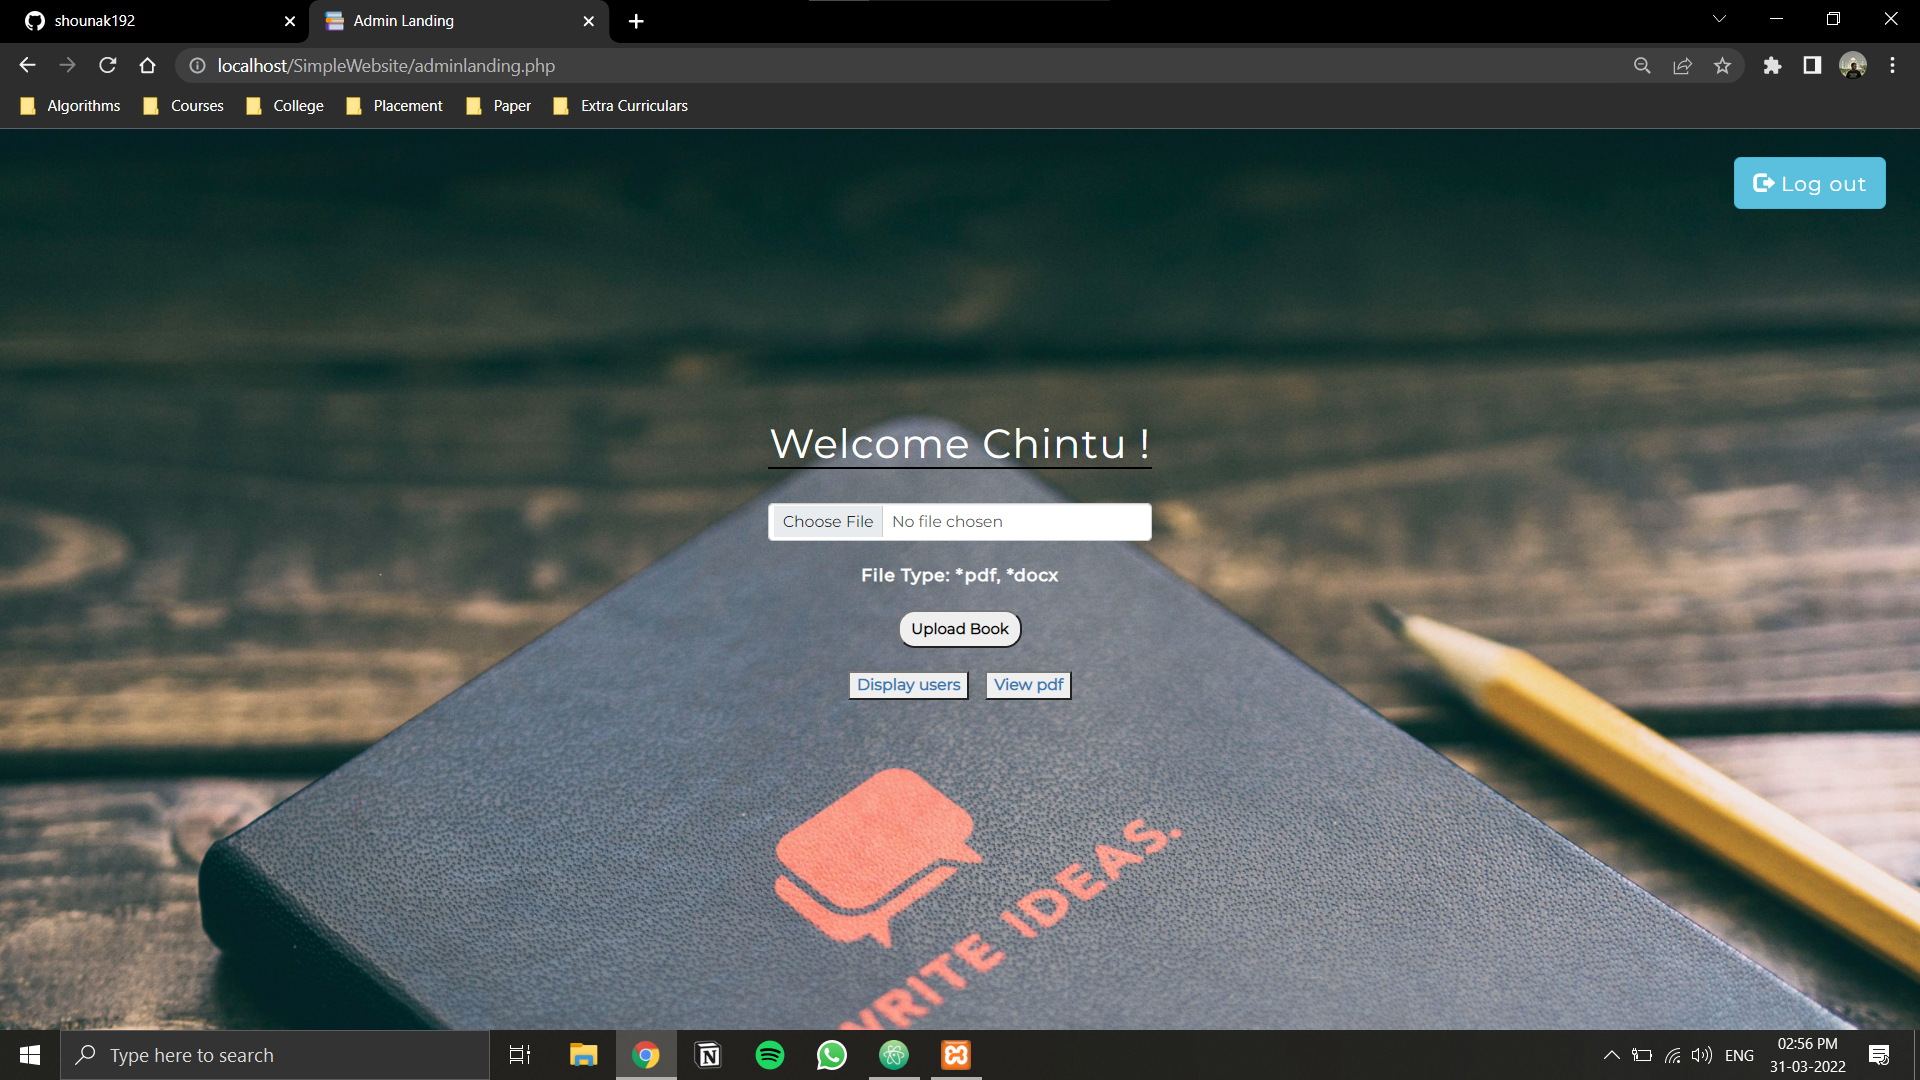 shounak192
Admin Landing
localhost/SimpleWebsite/adminlanding.php
Algorithms
Courses
College
Placement
Paper
Extra Curriculars
Log out
Welcome Chintu !
Choose File No file chosen
File Type: *pdf, *docx
Upload Book
Display users View pdf
WRITE IDEAS.
Type here to search
ENG
02:56 PM
31-03-2022